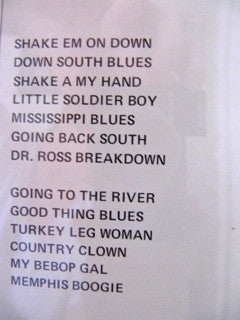 SHAKE EM ON DOWN
DOWN SOUTH BLUES
SHAKE A MY HAND
LITTLE SOLDIER BOY
MISSISSIPPI BLUES
GOING BACK SOUTH
DR. ROSS BREAKDOWN
GOING TO THE RIVER
GOOD THING BLUES
TURKEY LEG WOMAN
COUNTRY CLOWN
MY BEBOP GAL
MEMPHIS BOOGIE